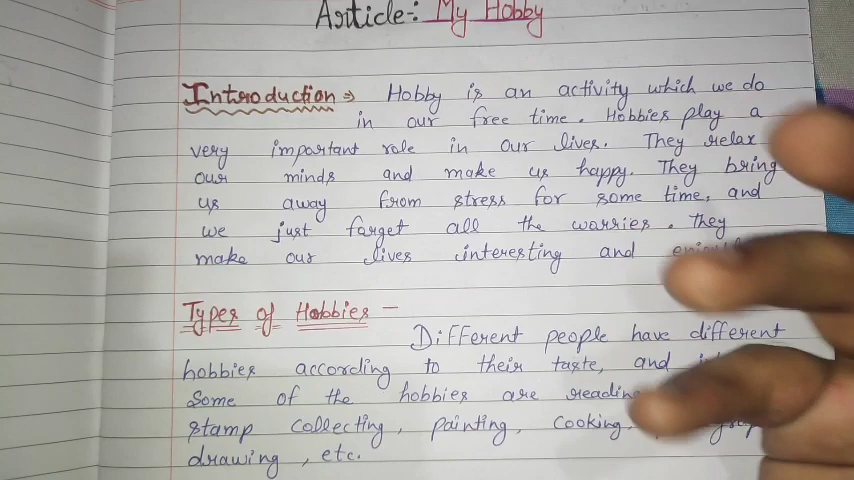 Article:- My Hobby
Introduction ⇒ Hobby is an activity which we do
in our free time. Hobbies play a
very important role in our lives. They relax
our minds and make us happy. They bring
us away from stress for some time, and
we just forget all the worries. They
make our lives interesting and
Types of Hobbies -
Different people have different
hobbies according to their taste, and
Some of the hobbies are reading
stamp collecting, painting, cooking,
drawing, etc.